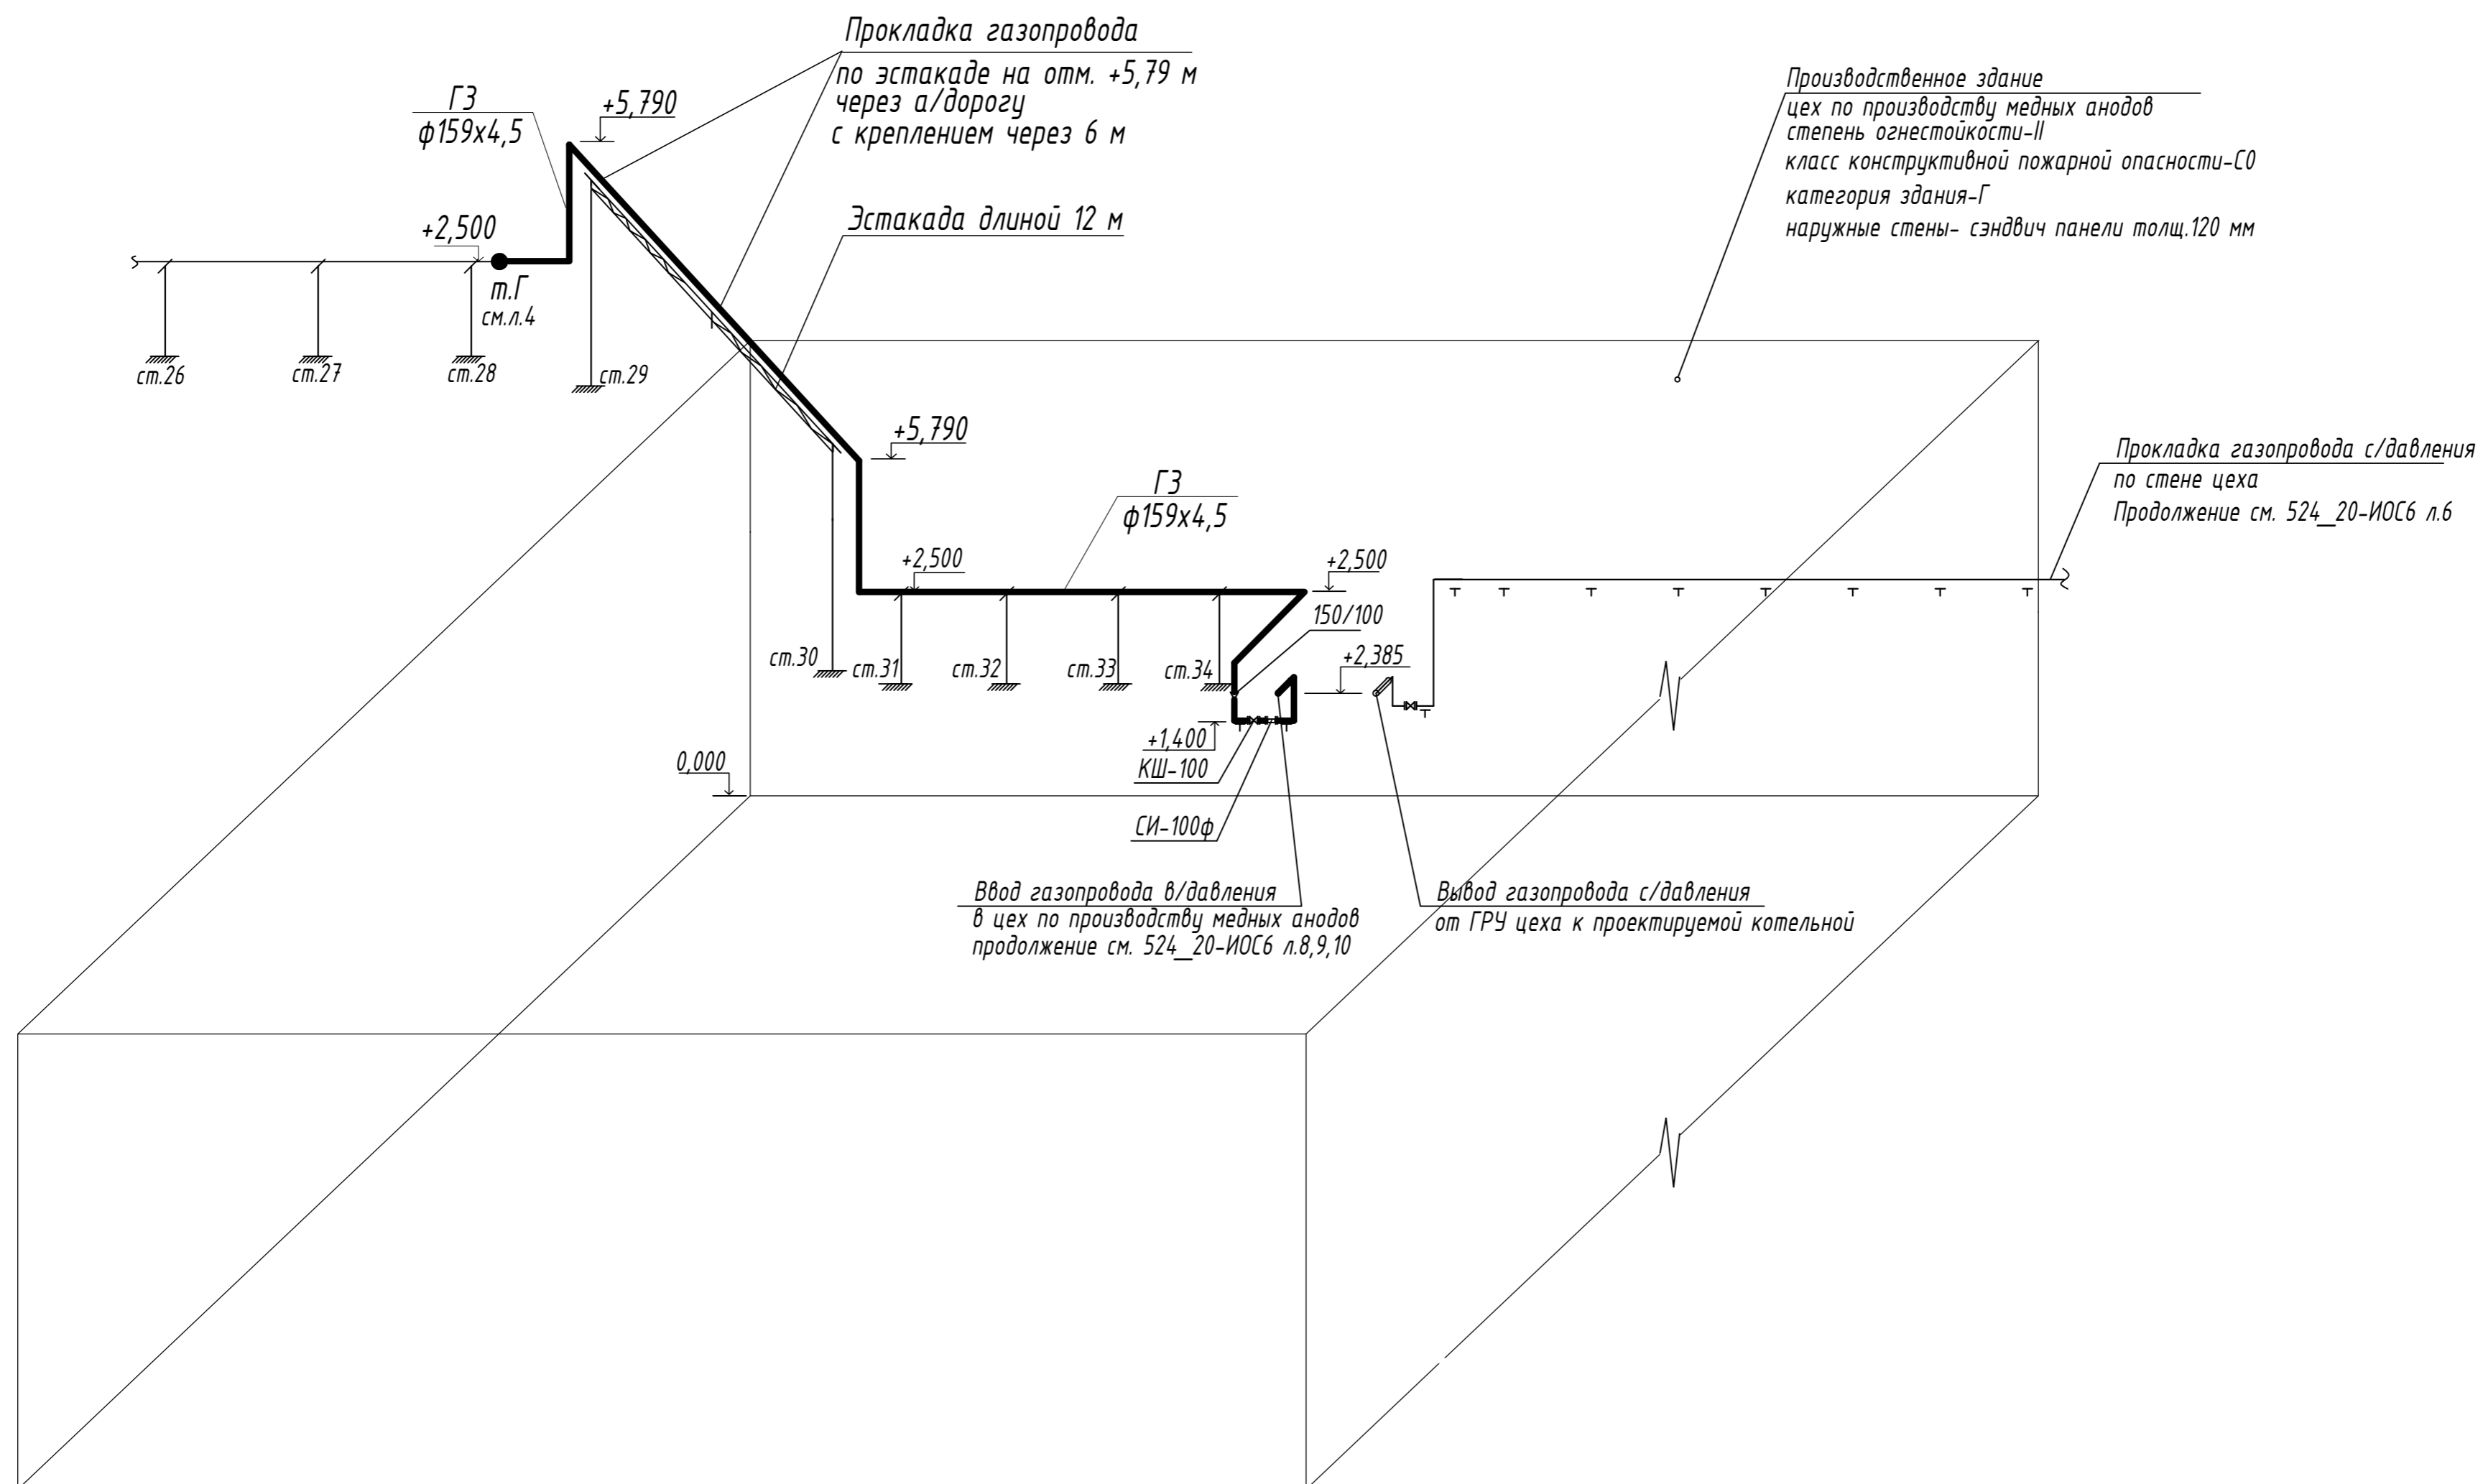 Прокладка газопровода
по эстакаде на отм. +5,79 м
через а/дорогу
с креплением через 6 м
Производственное здание
цех по производству медных анодов
степень огнестойкости-II
класс конструктивной пожарной опасности-С0
категория здания-Г
наружные стены- сэндвич панели толщ.120 мм
Г3
ф159х4,5
+5,790
Эстакада длиной 12 м
+2,500
т.Г
см.л.4
ст.26
ст.27
ст.28
ст.29
+5,790
Прокладка газопровода с/давления
по стене цеха
Продолжение см. 524_20-ИОС6 л.6
Г3
ф159х4,5
+2,500
+2,500
150/100
+2,385
ст.30
ст.31
ст.32
ст.33
ст.34
+1,400
КШ-100
0,000
СИ-100ф
Ввод газопровода в/давления
в цех по производству медных анодов
продолжение см. 524_20-ИОС6 л.8,9,10
Вывод газопровода с/давления
от ГРУ цеха к проектируемой котельной